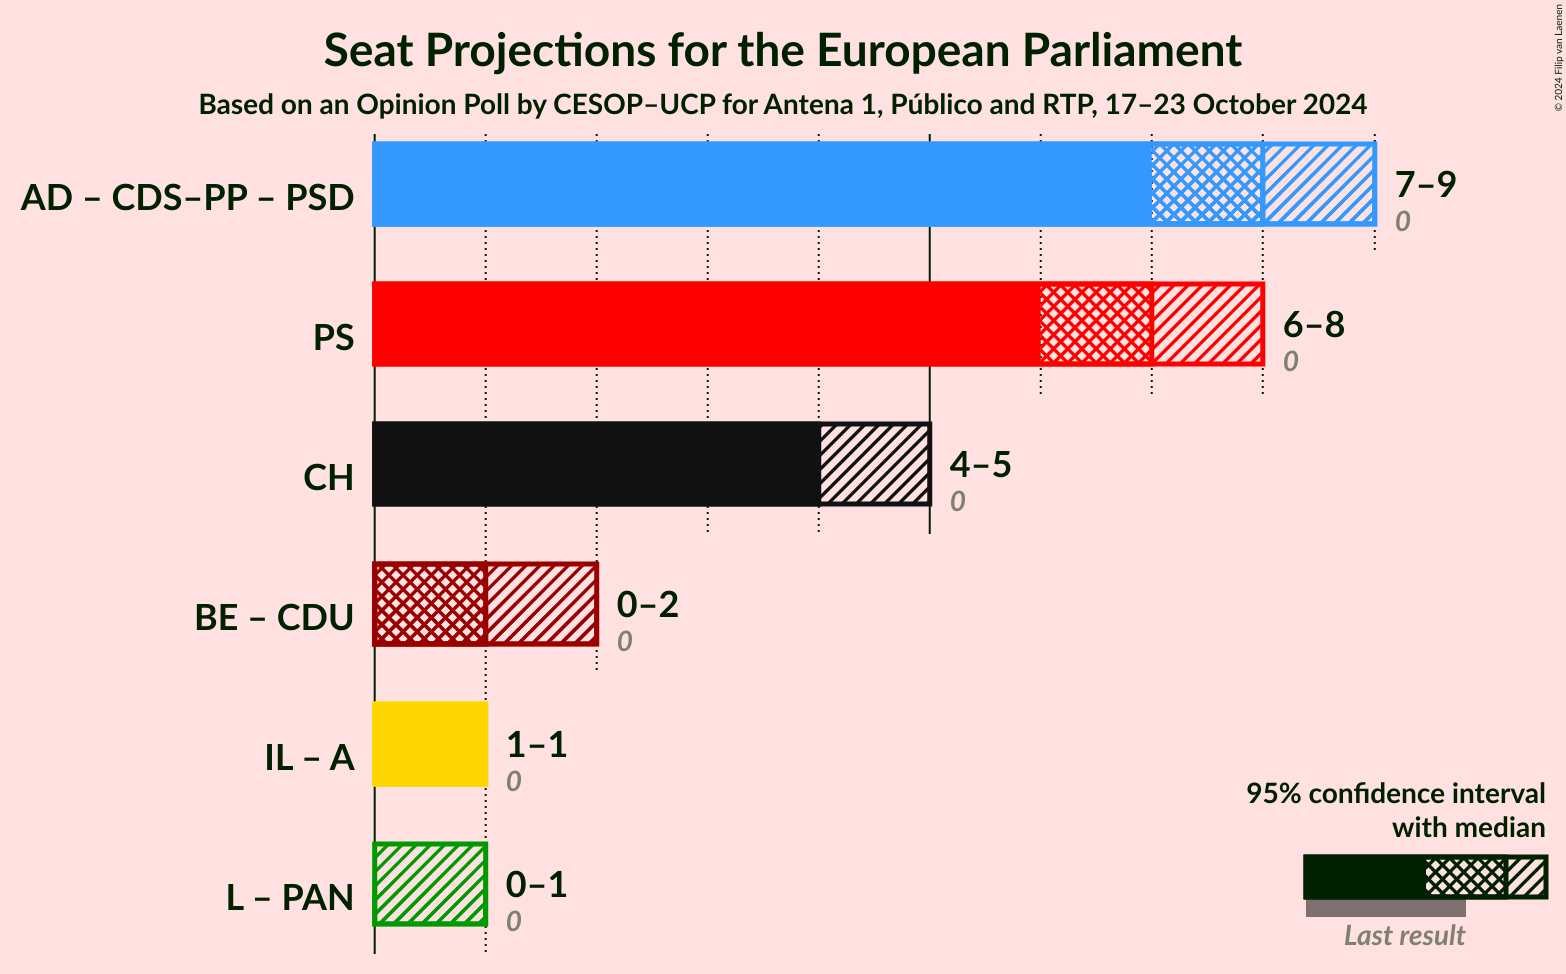 Seat Projections for the European Parliament
Based on an Opinion Poll by CESOP–UCP for Antena 1, Público and RTP, 17–23 October 2024
© 2024 Filip van Laenen
AD – CDS–PP – PSD
7–9
0
PS
6–8
0
CH
4–5
0
BE – CDU
0–2
0
IL – A
1–1
0
L – PAN
0–1
0
95% confidence interval
with median
Last result